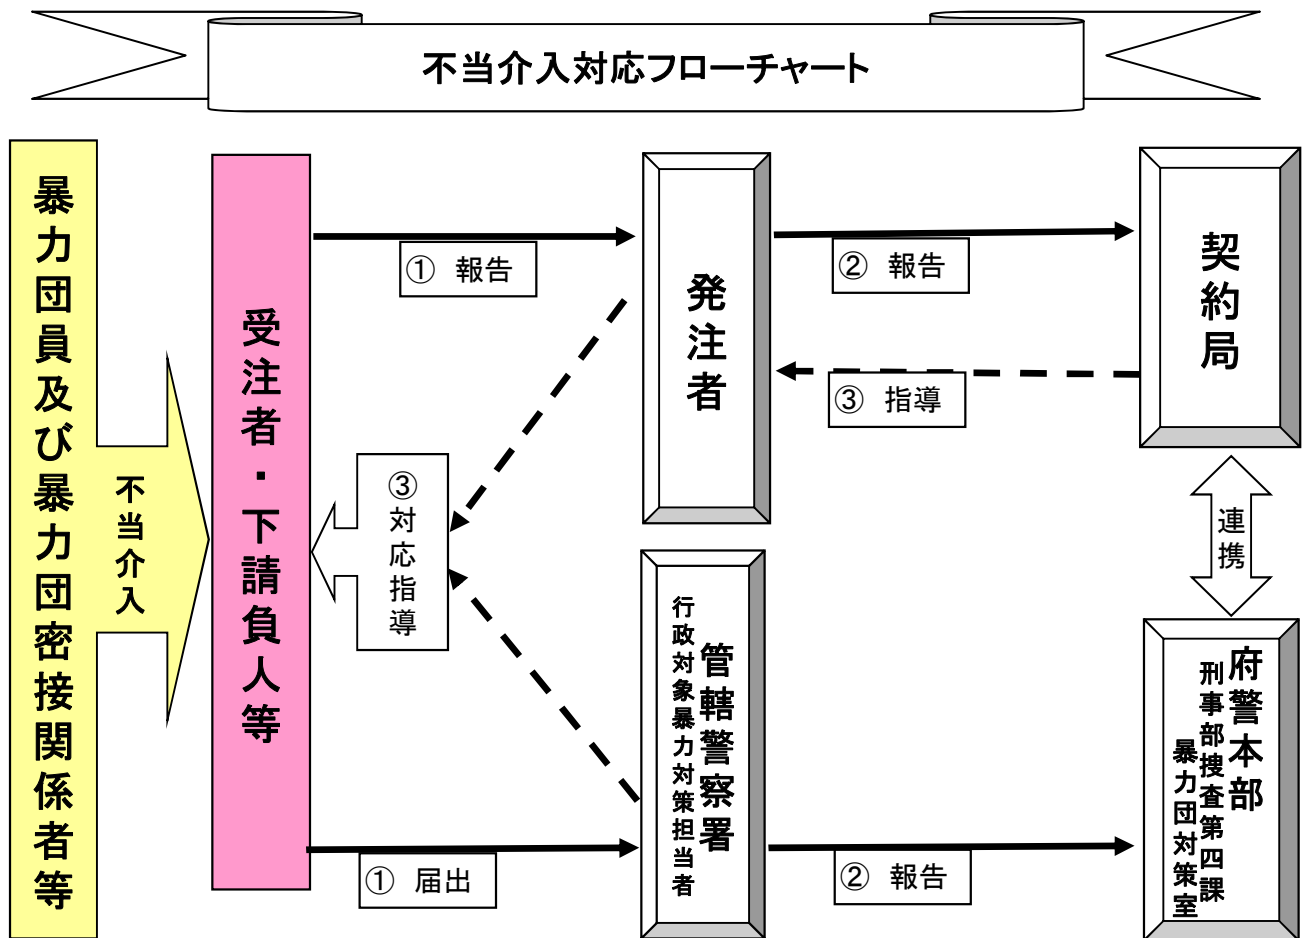 不当介入対応フローチャート
暴力団員及び暴力団密接関係者等
不当介入
受注者・下請負人等
① 報告
発注者
② 報告
契約局
③ 指導
③対応指導
連携
管轄警察署
行政対象暴力対策担当者
府警本部
刑事部捜査第四課
暴力団対策室
① 届出
② 報告